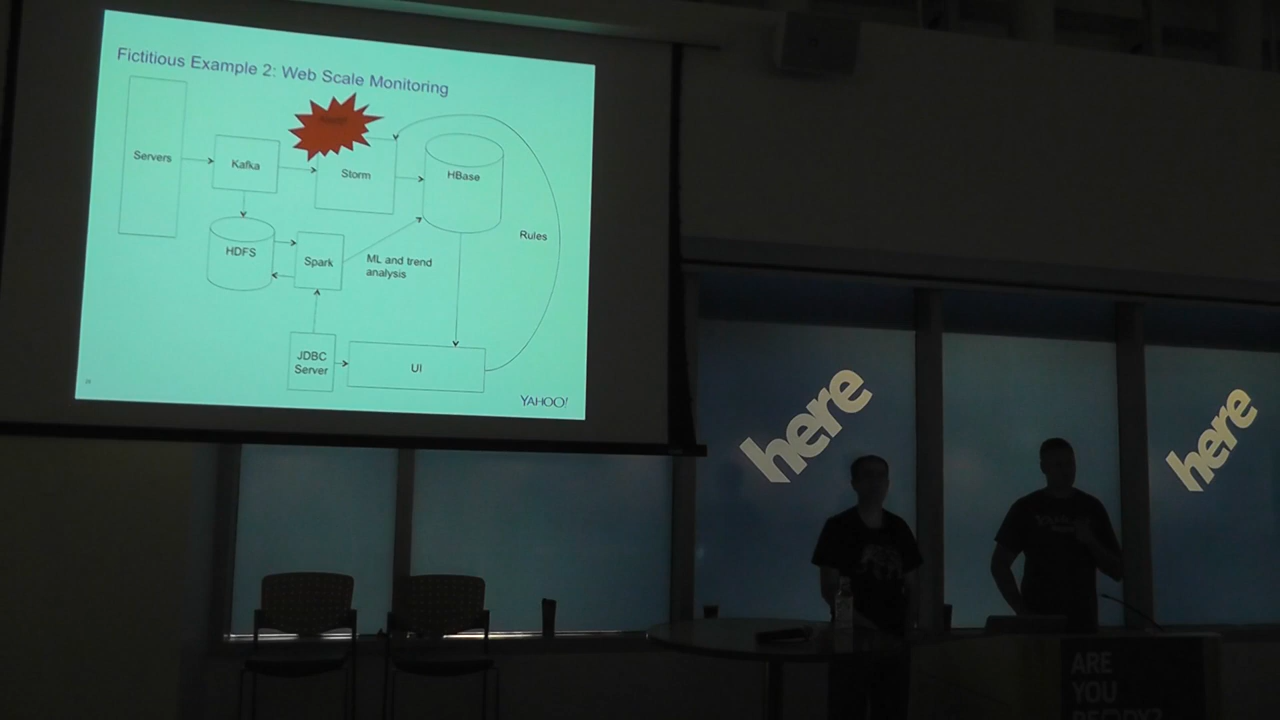 Fictitious Example 2: Web Scale Monitoring
Servers
Kafka
Storm
HBase
HDFS
Spark
ML and trend
analysis
Rules
JDBC
Server
UI
YAHOO!
here
here
ARE
YOU